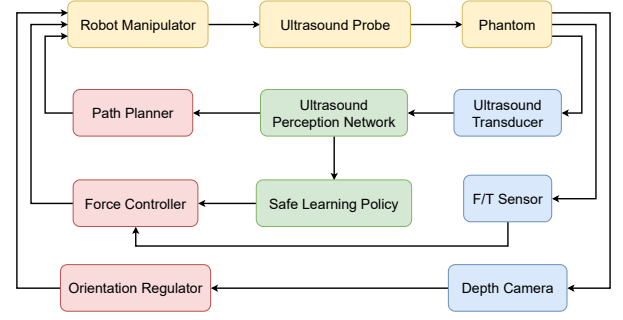 Robot Manipulator
Ultrasound Probe
Phantom
Path Planner
Ultrasound
Perception Network
Ultrasound
Transducer
Force Controller
Safe Learning Policy
F/T Sensor
Orientation Regulator
Depth Camera